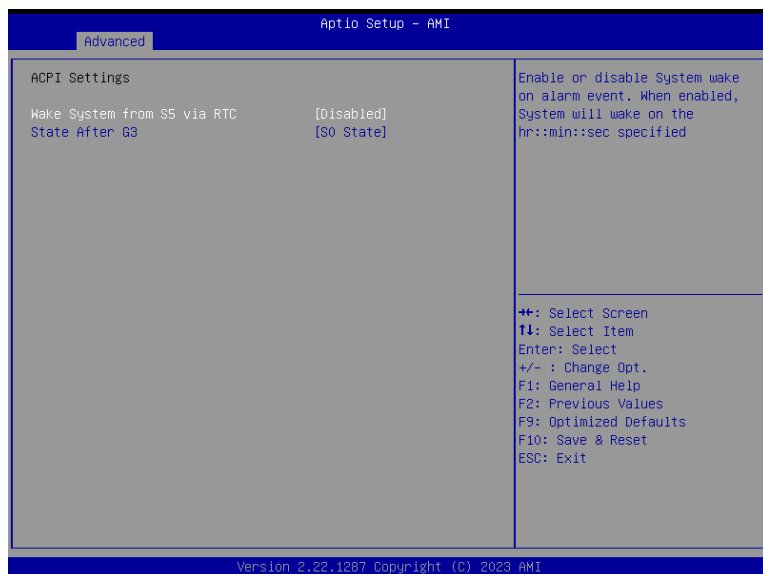 Aptio Setup – AMI
Advanced
ACPI Settings
Wake System from S5 via RTC [Disabled]
State After G3 [S0 State]
Enable or disable System wake
on alarm event. When enabled,
System will wake on the
hr::min::sec specified
→←: Select Screen
↑↓: Select Item
Enter: Select
+/- : Change Opt.
F1: General Help
F2: Previous Values
F9: Optimized Defaults
F10: Save & Reset
ESC: Exit
Version 2.22.1287 Copyright (C) 2023 AMI